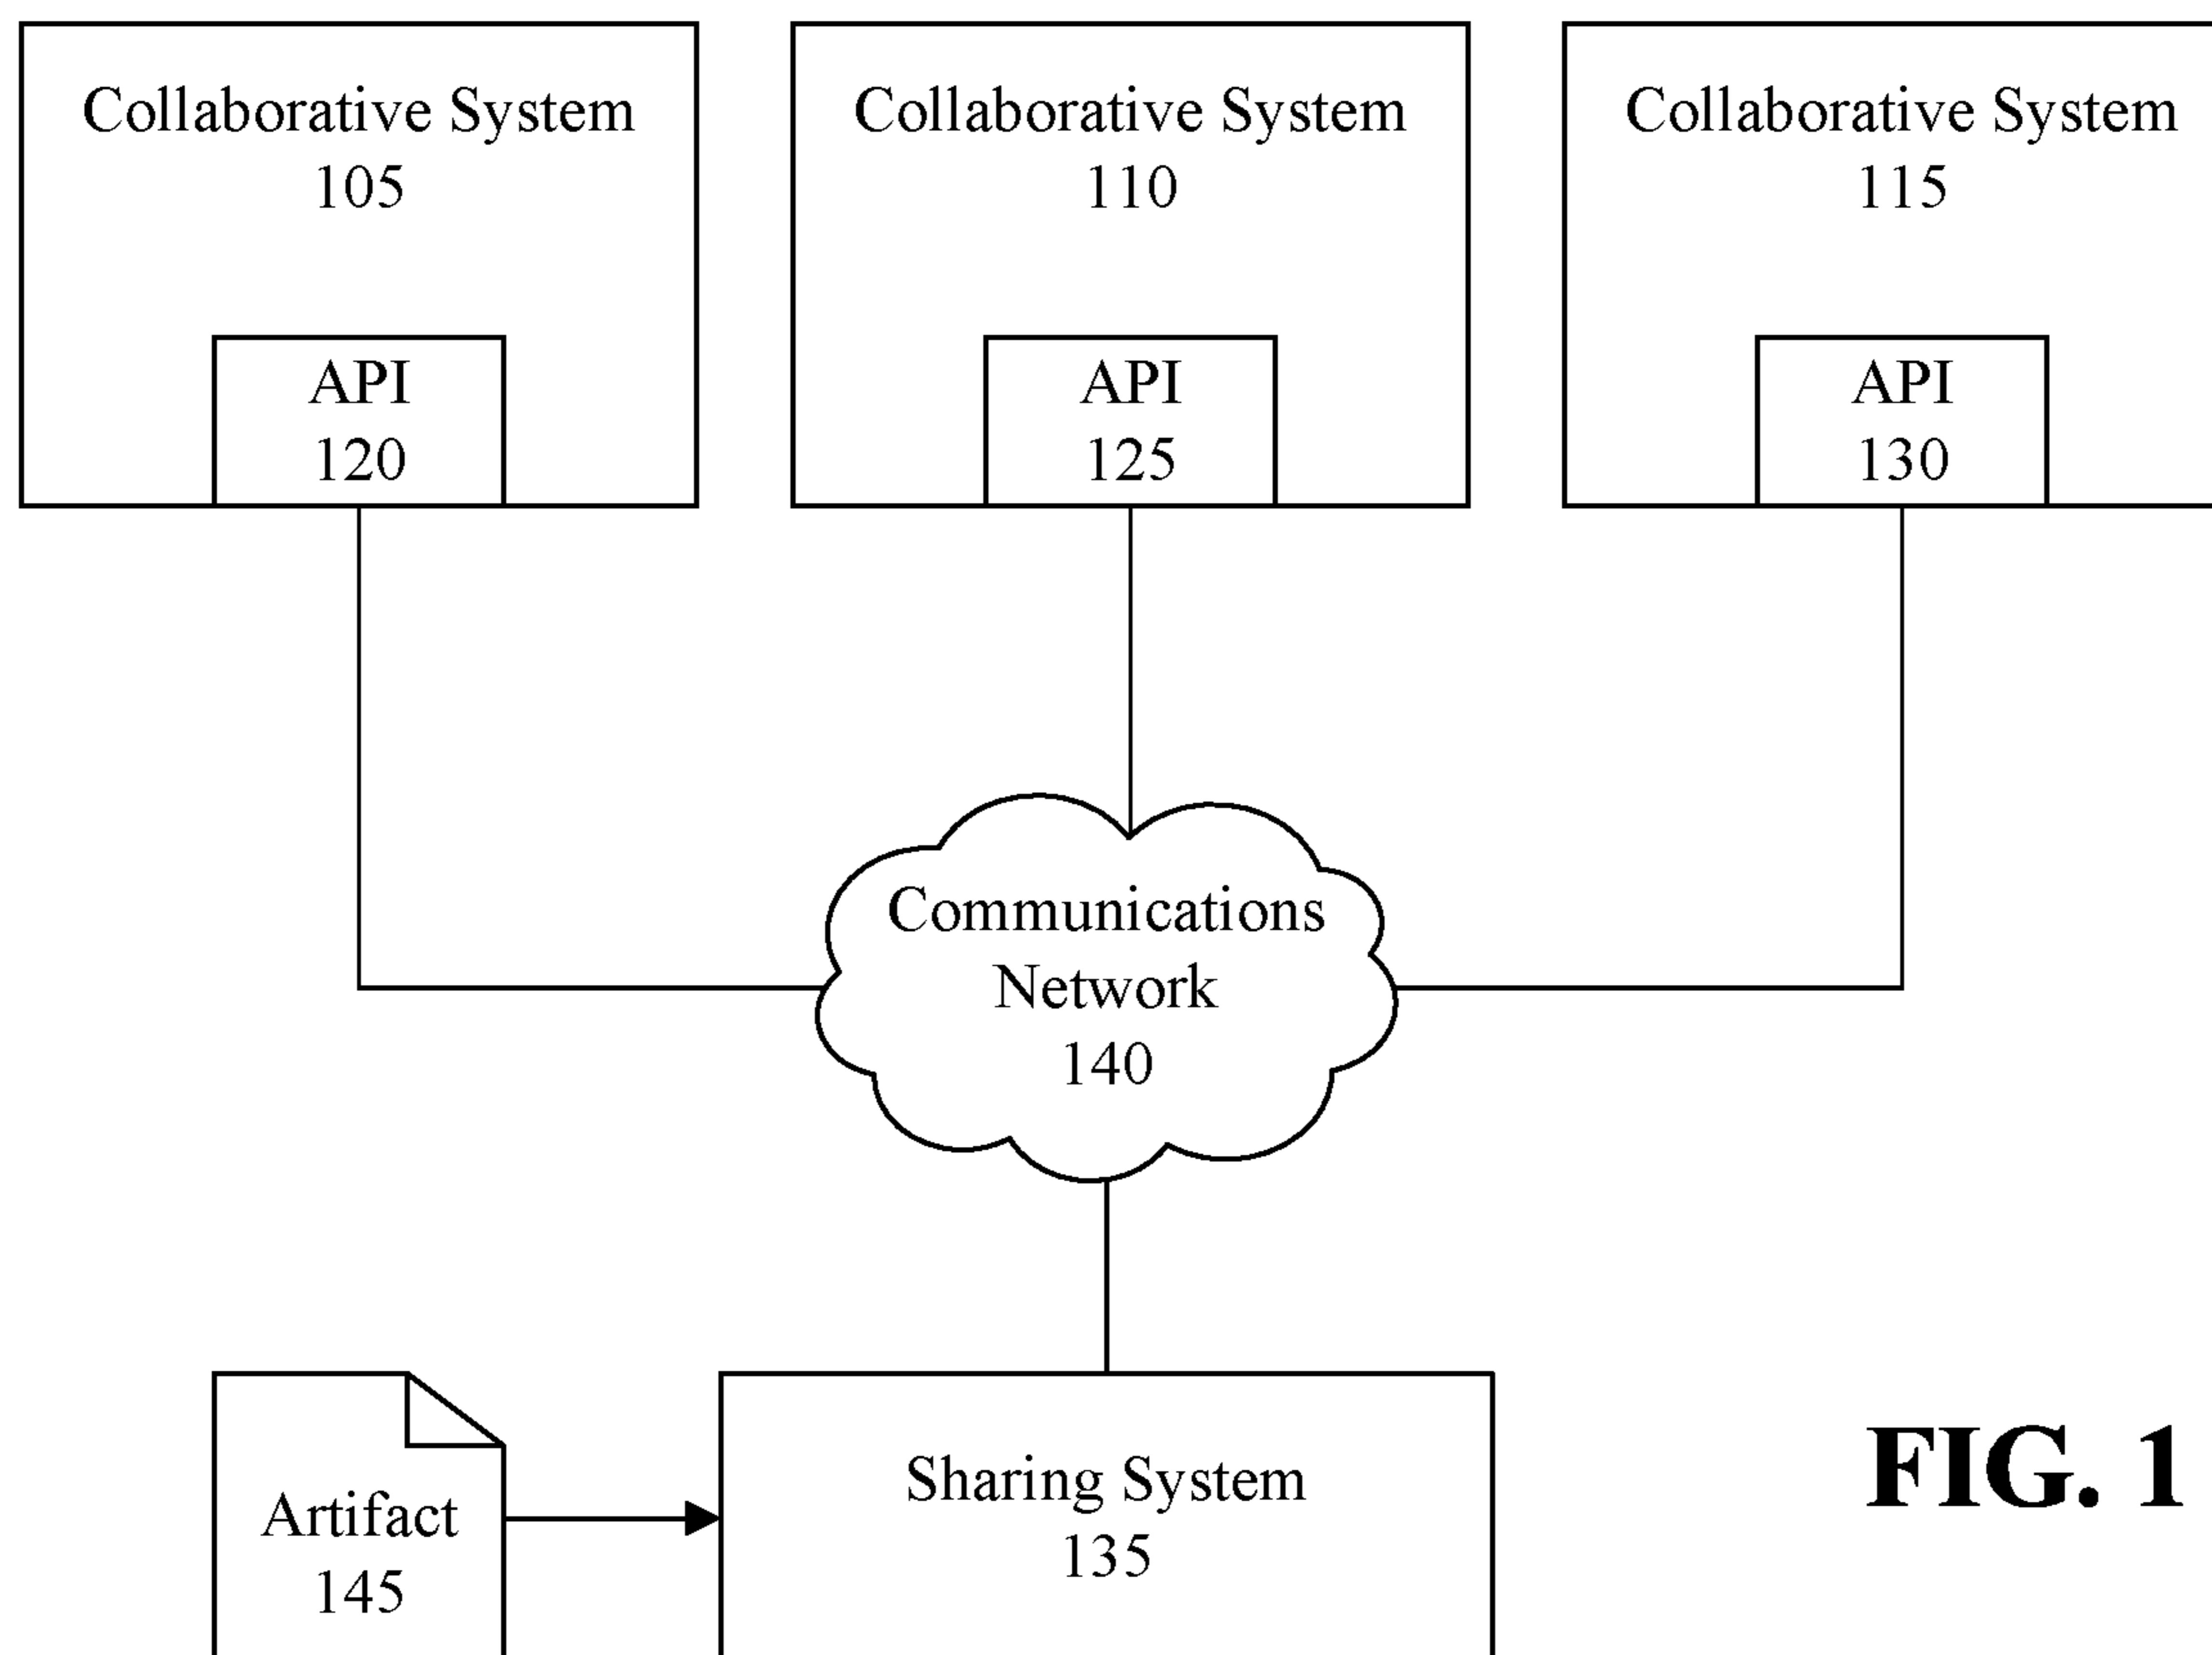 Collaborative System
105
Collaborative System
110
Collaborative System
115
API
120
API
125
API
130
Communications
Network
140
Artifact
145
Sharing System
135
FIG. 1